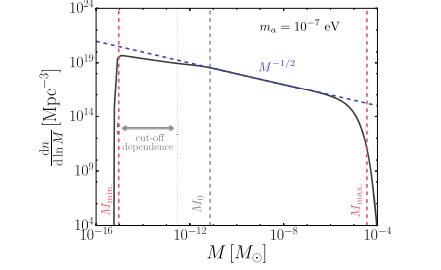 10^24
10^19
10^14
10^9
10^4
dn/d ln M [Mpc^−3]
m_a = 10^−7 eV
M^−1/2
cut-off
dependence
M_min.
M_0
M_max.
10^−16
10^−12
10^−8
10^−4
M [M_⊙]